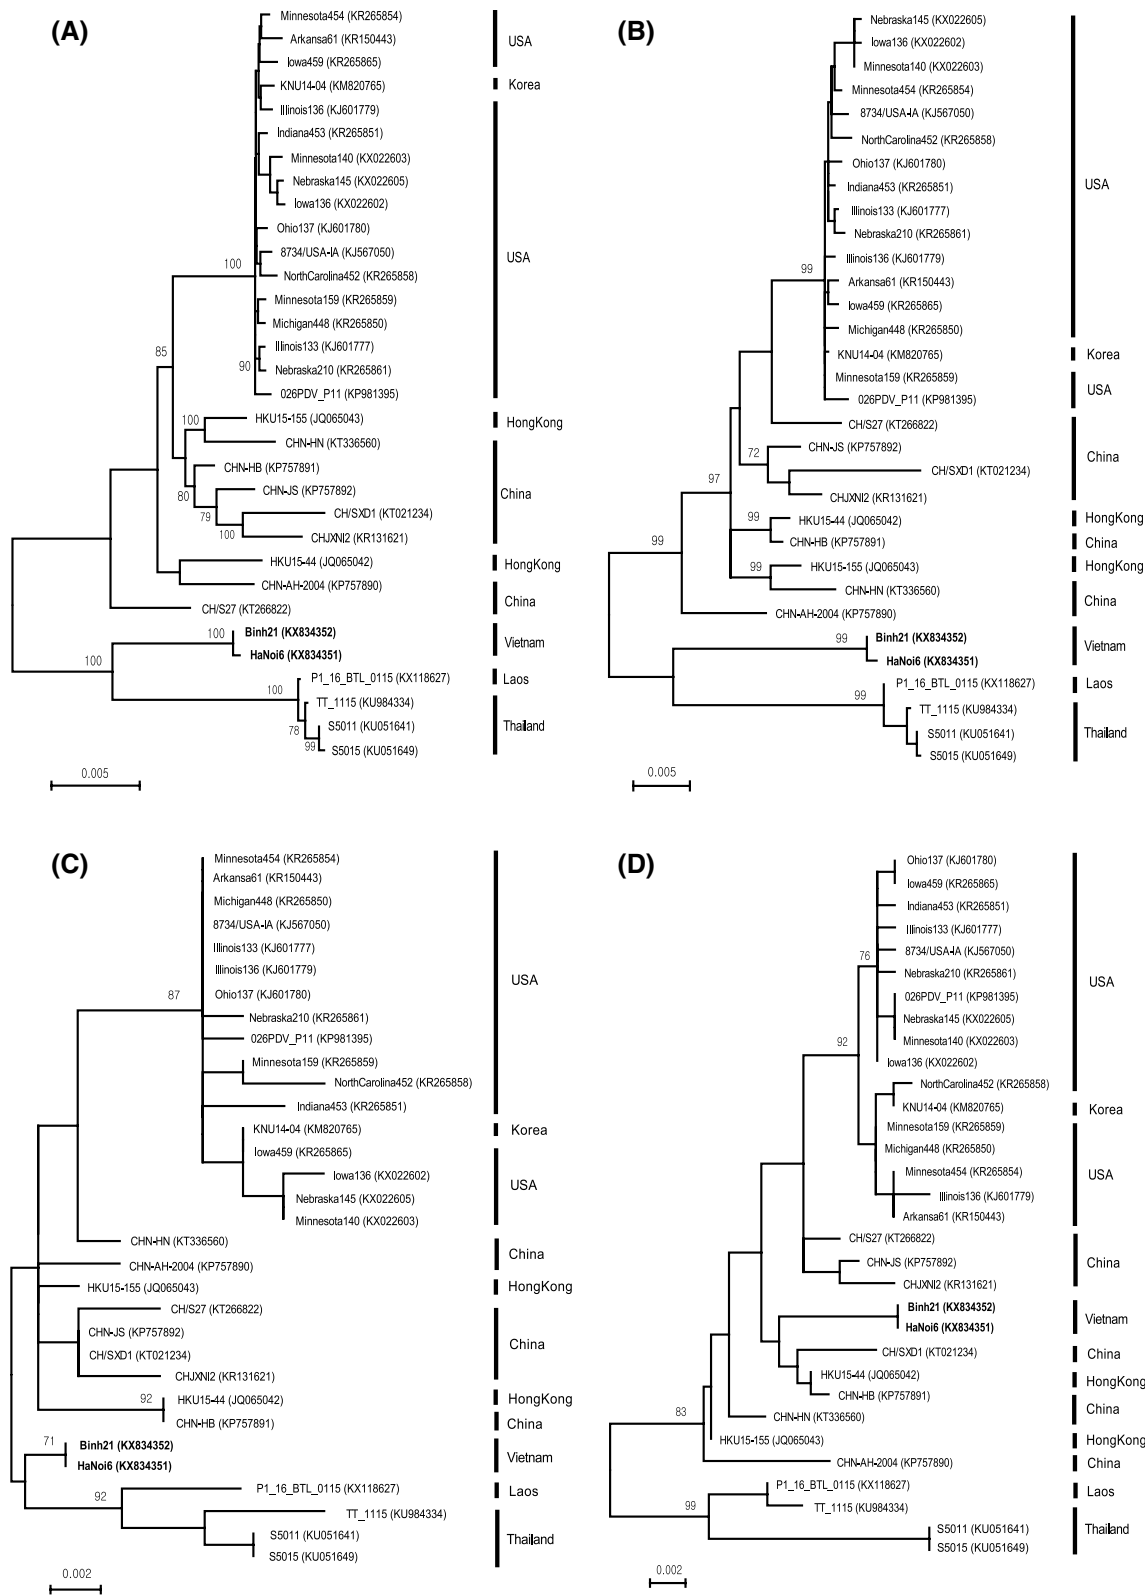 (A)
Minnesota454 (KR265854)
Arkansa61 (KR150443)
Iowa459 (KR265865)
USA
KNU14-04 (KM820765)
Korea
Illinois136 (KJ601779)
Indiana453 (KR265851)
Minnesota140 (KX022603)
Nebraska145 (KX022605)
Iowa136 (KX022602)
Ohio137 (KJ601780)
8734/USA-IA (KJ567050)
USA
100
NorthCarolina452 (KR265858)
Minnesota159 (KR265859)
Michigan448 (KR265850)
Illinois133 (KJ601777)
85
90
Nebraska210 (KR265861)
026PDV_P11 (KP981395)
100
HKU15-155 (JQ065043)
HongKong
CHN-HN (KT336560)
CHN-HB (KP757891)
80
CHN-JS (KP757892)
China
79
CH/SXD1 (KT021234)
100
CHJXNI2 (KR131621)
HKU15-44 (JQ065042)
HongKong
CHN-AH-2004 (KP757890)
CH/S27 (KT266822)
China
100
Binh21 (KX834352)
HaNoi6 (KX834351)
Vietnam
100
P1_16_BTL_0115 (KX118627)
Laos
100
TT_1115 (KU984334)
78
S5011 (KU051641)
Thailand
99
S5015 (KU051649)
0.005
(B)
Nebraska145 (KX022605)
Iowa136 (KX022602)
Minnesota140 (KX022603)
Minnesota454 (KR265854)
8734/USA-IA (KJ567050)
NorthCarolina452 (KR265858)
Ohio137 (KJ601780)
Indiana453 (KR265851)
USA
Illinois133 (KJ601777)
Nebraska210 (KR265861)
Illinois136 (KJ601779)
99
Arkansa61 (KR150443)
Iowa459 (KR265865)
Michigan448 (KR265850)
KNU14-04 (KM820765)
Korea
Minnesota159 (KR265859)
USA
026PDV_P11 (KP981395)
CH/S27 (KT266822)
CHN-JS (KP757892)
72
China
97
CH/SXD1 (KT021234)
CHJXNI2 (KR131621)
99
HKU15-44 (JQ065042)
HongKong
99
CHN-HB (KP757891)
China
99
HKU15-155 (JQ065043)
HongKong
CHN-HN (KT336560)
China
CHN-AH-2004 (KP757890)
99
Binh21 (KX834352)
Vietnam
HaNoi6 (KX834351)
P1_16_BTL_0115 (KX118627)
Laos
99
TT_1115 (KU984334)
S5011 (KU051641)
Thailand
S5015 (KU051649)
0.005
(C)
Minnesota454 (KR265854)
Arkansa61 (KR150443)
Michigan448 (KR265850)
8734/USA-IA (KJ567050)
Illinois133 (KJ601777)
Illinois136 (KJ601779)
USA
87
Ohio137 (KJ601780)
Nebraska210 (KR265861)
026PDV_P11 (KP981395)
Minnesota159 (KR265859)
NorthCarolina452 (KR265858)
Indiana453 (KR265851)
KNU14-04 (KM820765)
Korea
Iowa459 (KR265865)
Iowa136 (KX022602)
USA
Nebraska145 (KX022605)
Minnesota140 (KX022603)
CHN-HN (KT336560)
China
CHN-AH-2004 (KP757890)
HKU15-155 (JQ065043)
HongKong
CH/S27 (KT266822)
CHN-JS (KP757892)
China
CH/SXD1 (KT021234)
CHJXNI2 (KR131621)
92
HKU15-44 (JQ065042)
HongKong
CHN-HB (KP757891)
China
71
Binh21 (KX834352)
Vietnam
HaNoi6 (KX834351)
P1_16_BTL_0115 (KX118627)
Laos
92
TT_1115 (KU984334)
S5011 (KU051641)
Thailand
S5015 (KU051649)
0.002
(D)
Ohio137 (KJ601780)
Iowa459 (KR265865)
Indiana453 (KR265851)
Illinois133 (KJ601777)
76
8734/USA-IA (KJ567050)
Nebraska210 (KR265861)
USA
026PDV_P11 (KP981395)
Nebraska145 (KX022605)
92
Minnesota140 (KX022603)
Iowa136 (KX022602)
NorthCarolina452 (KR265858)
KNU14-04 (KM820765)
Korea
Minnesota159 (KR265859)
Michigan448 (KR265850)
Minnesota454 (KR265854)
USA
Illinois136 (KJ601779)
Arkansa61 (KR150443)
CH/S27 (KT266822)
CHN-JS (KP757892)
China
CHJXNI2 (KR131621)
Binh21 (KX834352)
Vietnam
HaNoi6 (KX834351)
CH/SXD1 (KT021234)
China
HKU15-44 (JQ065042)
HongKong
CHN-HB (KP757891)
China
CHN-HN (KT336560)
83
HKU15-155 (JQ065043)
HongKong
CHN-AH-2004 (KP757890)
China
P1_16_BTL_0115 (KX118627)
Laos
99
TT_1115 (KU984334)
S5011 (KU051641)
Thailand
S5015 (KU051649)
0.002